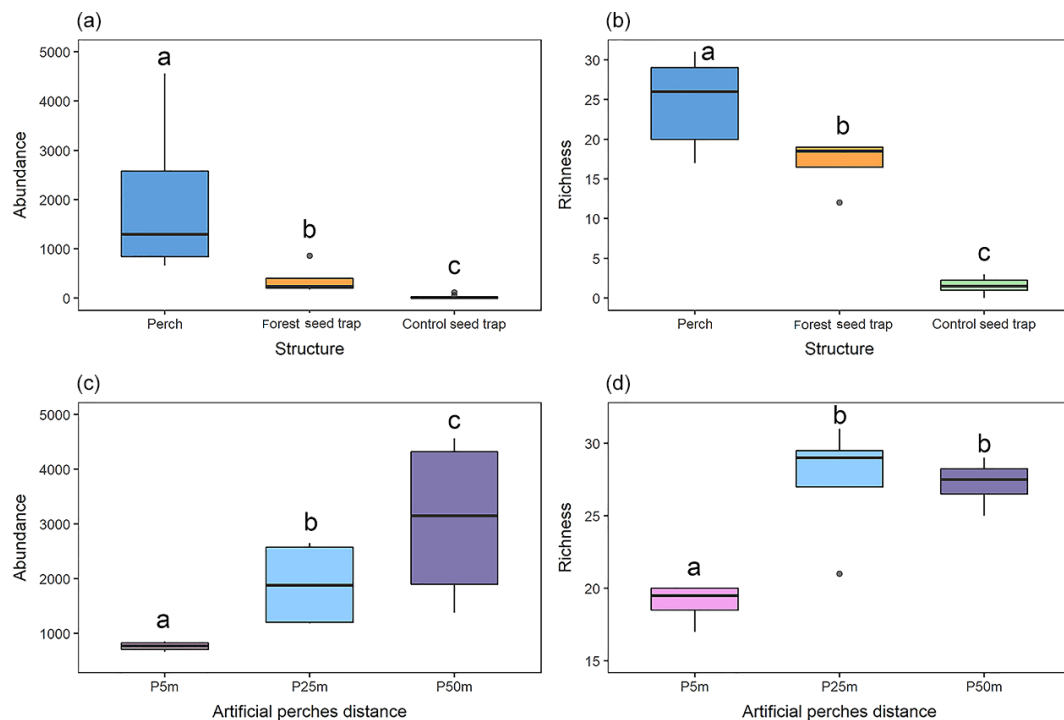 (a)
Abundance
5000
4000
3000
2000
1000
0
a
b
c
Perch
Forest seed trap
Control seed trap
Structure
(b)
Richness
30
25
20
15
10
5
0
a
b
c
Perch
Forest seed trap
Control seed trap
Structure
(c)
Abundance
5000
4000
3000
2000
1000
a
b
c
P5m
P25m
P50m
Artificial perches distance
(d)
Richness
30
25
20
15
a
b
b
P5m
P25m
P50m
Artificial perches distance